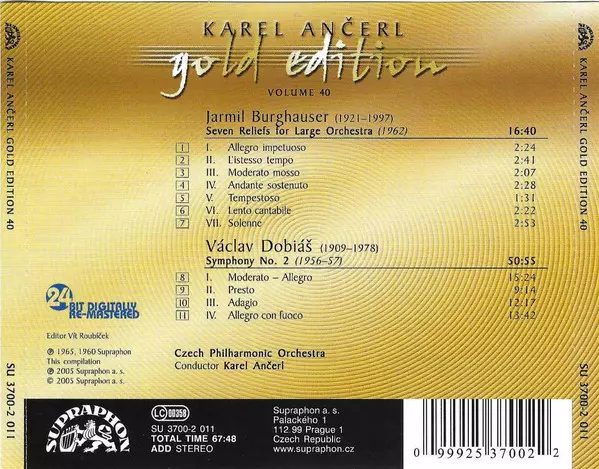 KAREL ANČERL
gold edition
VOLUME 40
Jarmil Burghauser (1921–1997)
Seven Reliefs for Large Orchestra (1962) 16:40
1 I. Allegro impetuoso 2:24
2 II. L'istesso tempo 2:41
3 III. Moderato mosso 2:07
4 IV. Andante sostenuto 2:28
5 V. Tempestoso 1:31
6 VI. Lento cantabile 2:22
7 VII. Solenne 2:53
Václav Dobiáš (1909–1978)
Symphony No. 2 (1956–57) 50:55
8 I. Moderato – Allegro 15:24
9 II. Presto 9:14
10 III. Adagio 12:17
11 IV. Allegro con fuoco 13:42
24 BIT DIGITALLY
RE-MASTERED
Editor Vít Roubíček
℗ 1965, 1960 Supraphon
This compilation
℗ 2005 Supraphon a. s.
© 2005 Supraphon a. s.
Czech Philharmonic Orchestra
Conductor Karel Ančerl
SUPRAPHON
LC 00358
SU 3700-2 011
TOTAL TIME 67:48
ADD STEREO
Supraphon a. s.
Palackého 1
112 99 Prague 1
Czech Republic
www.supraphon.com
0 99925 37002 2
KAREL ANČERL GOLD EDITION 40
SU 3700-2 011
KAREL ANČERL GOLD EDITION 40
SU 3700-2 011